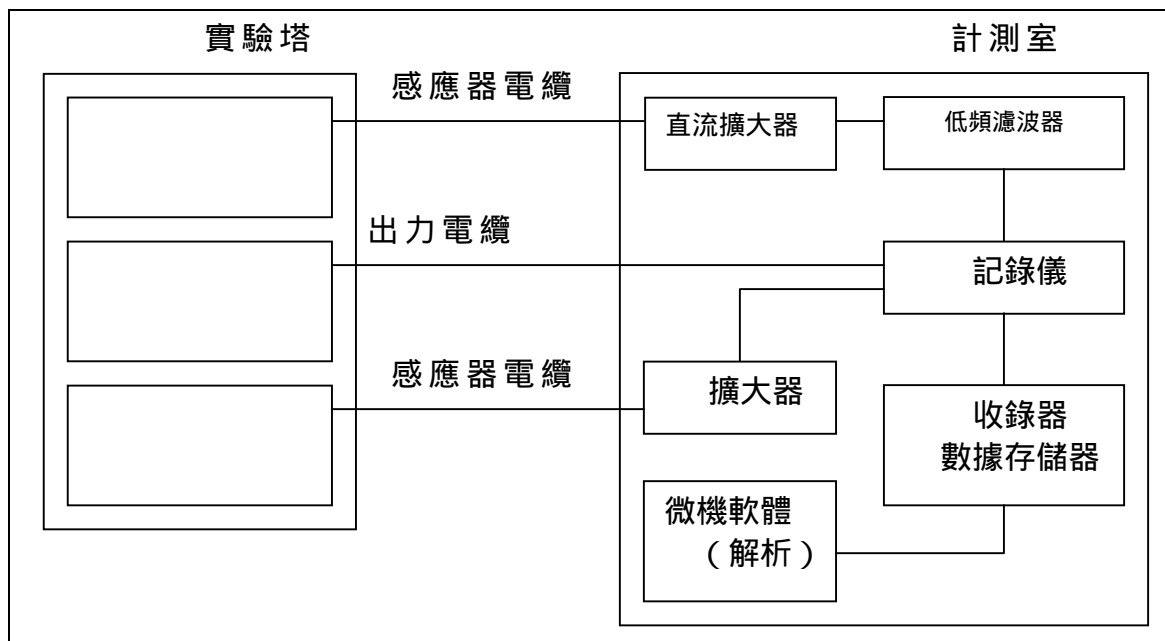 實驗塔
計測室
感應器電纜
直流擴大器
低頻濾波器
出力電纜
記錄儀
感應器電纜
擴大器
收錄器
數據存儲器
微機軟體
（解析）